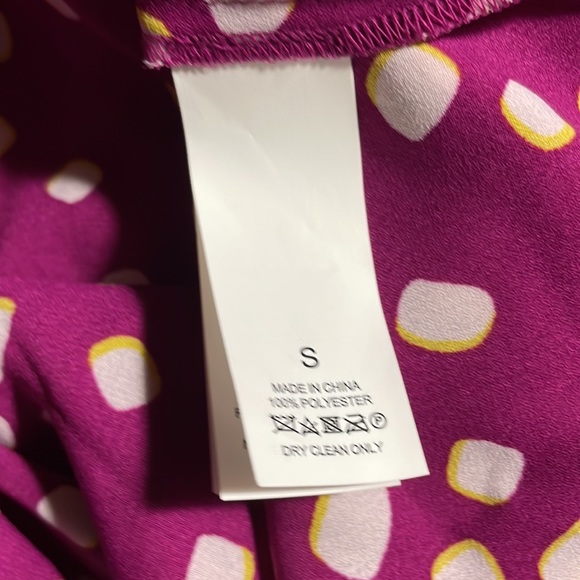 S
MADE IN CHINA
100% POLYESTER
P
DRY CLEAN ONLY